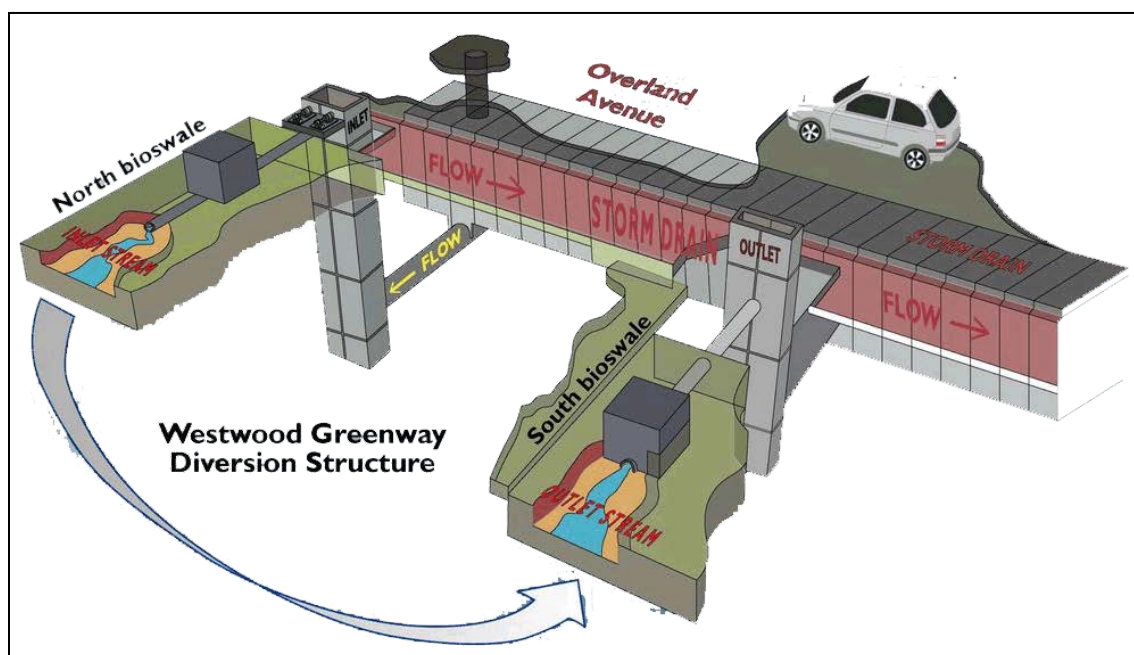 Overland
Avenue
North bioswale
INLET
INLET STREAM
FLOW →
STORM DRAIN
← FLOW
OUTLET
STORM DRAIN
FLOW →
South bioswale
OUTLET STREAM
Westwood Greenway
Diversion Structure